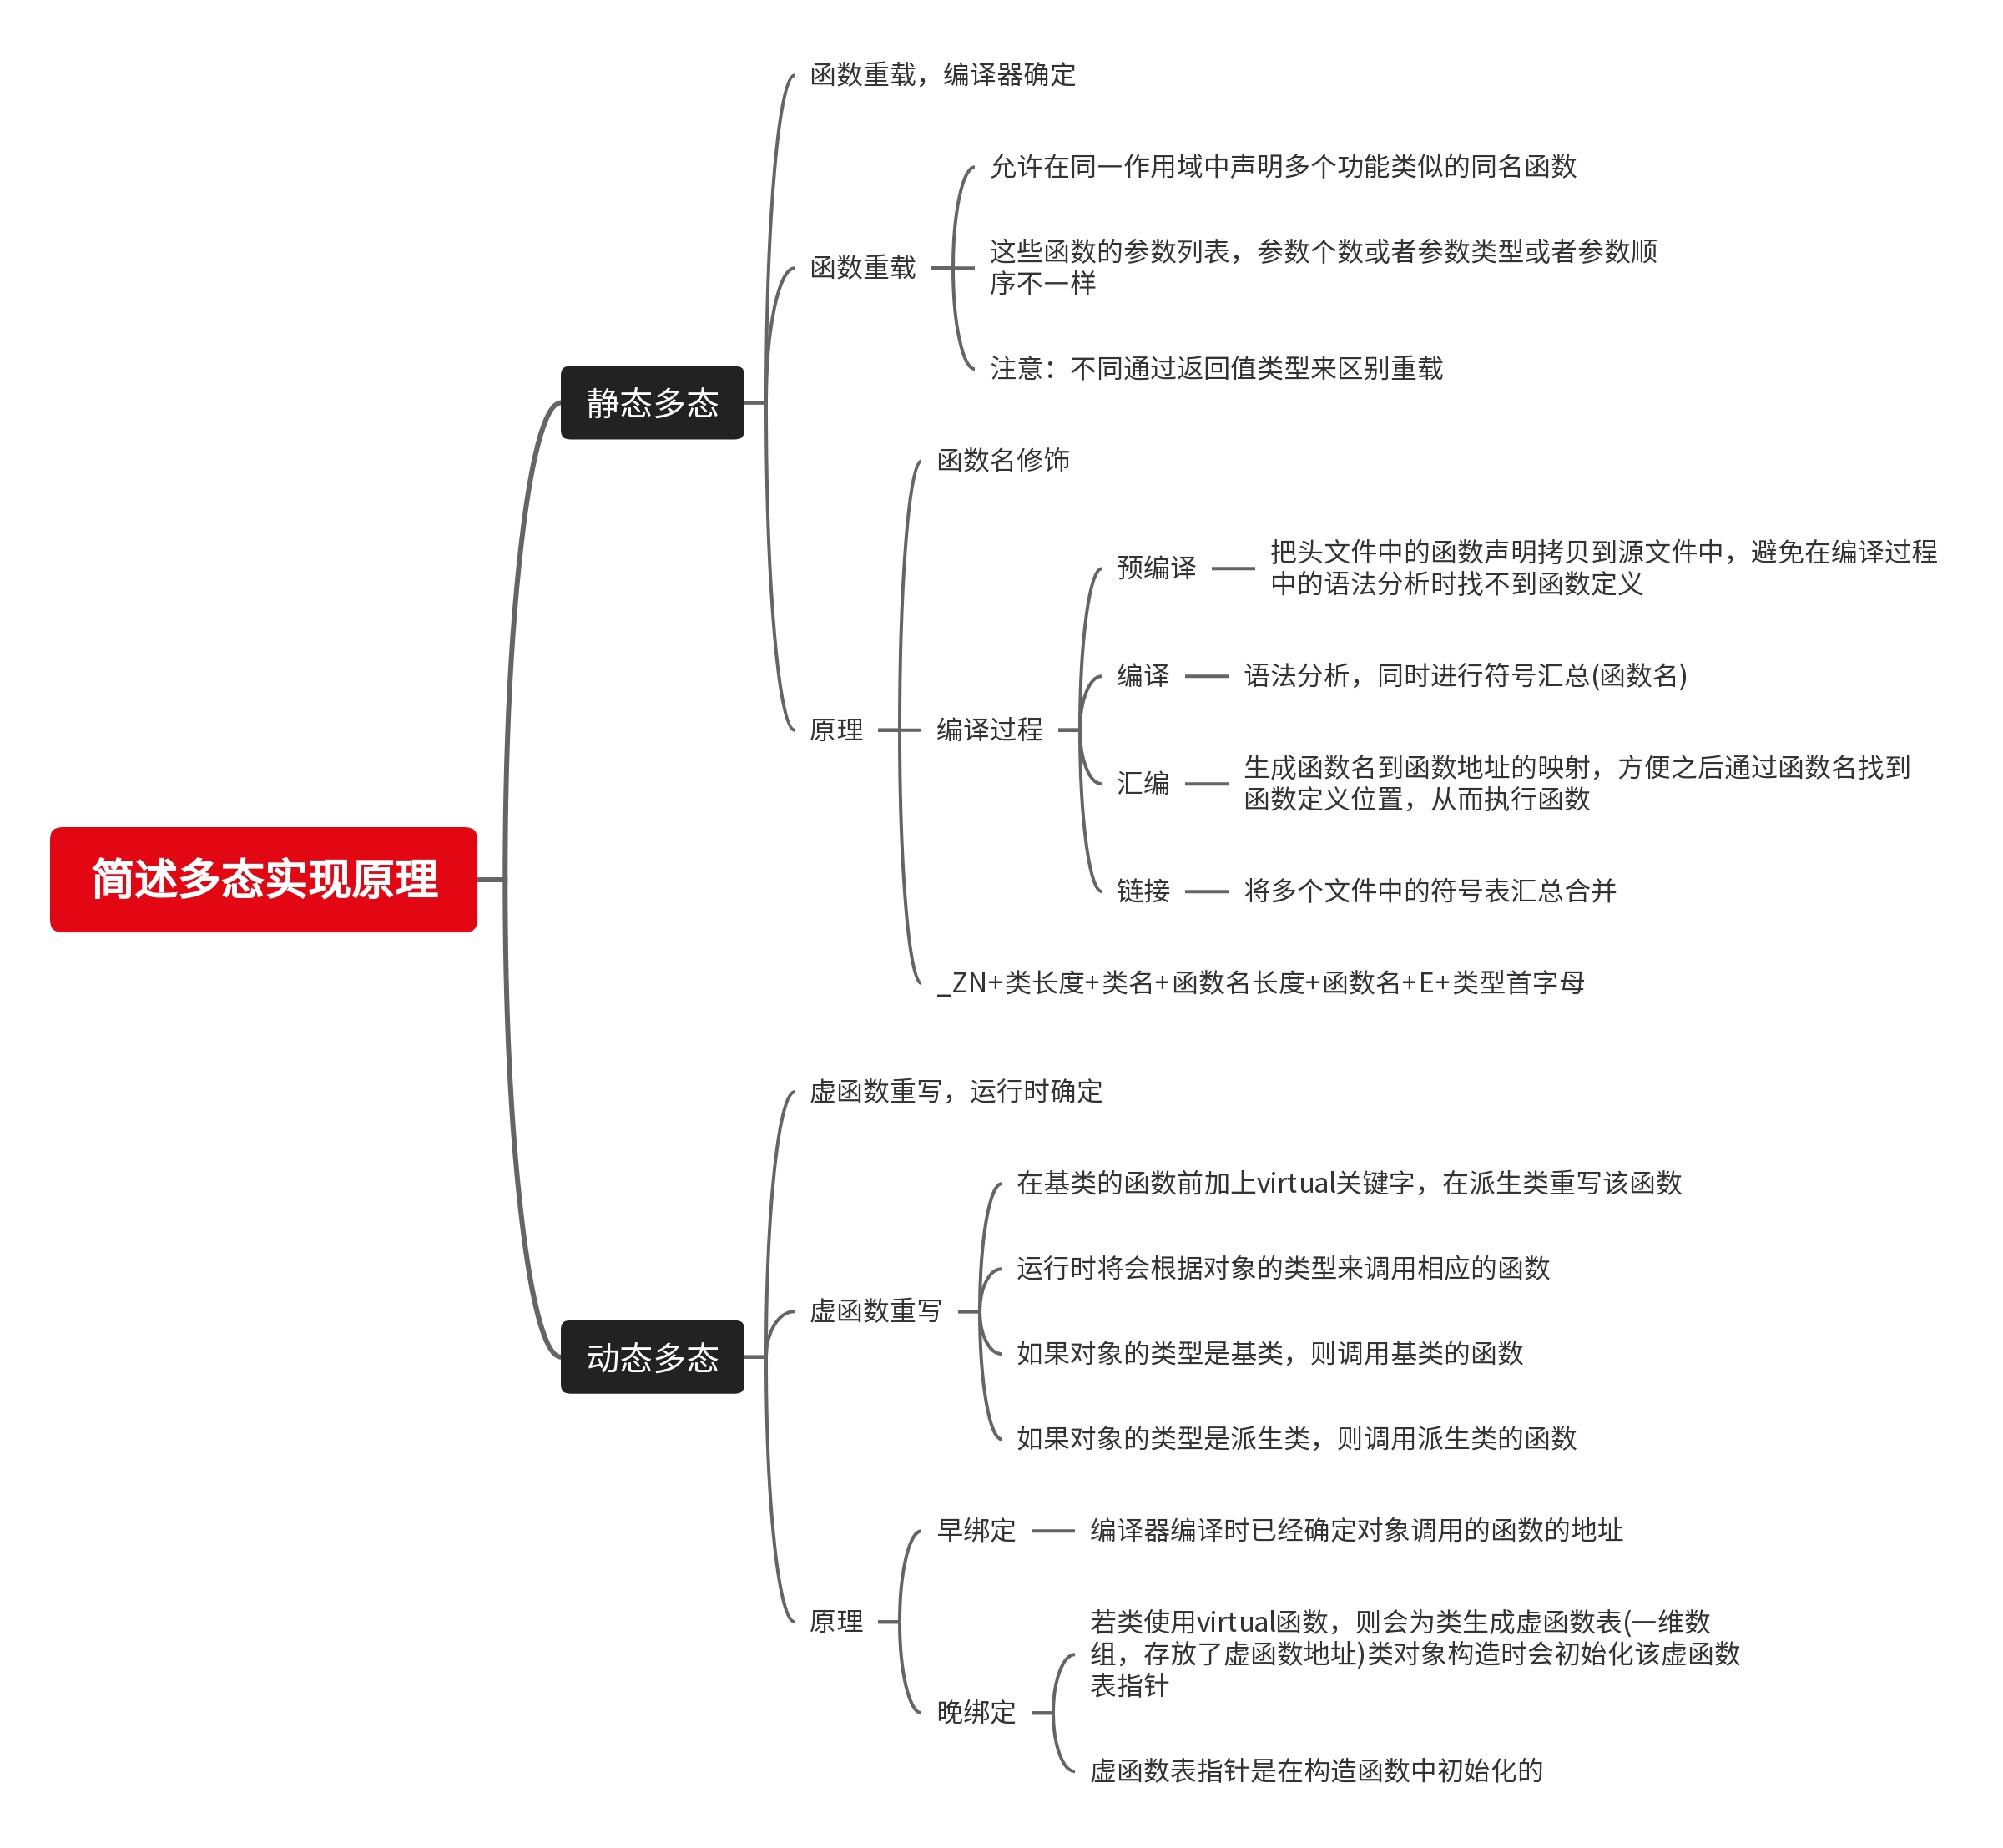 函数重载，编译器确定
允许在同一作用域中声明多个功能类似的同名函数
这些函数的参数列表，参数个数或者参数类型或者参数顺
序不一样
函数重载
注意：不同通过返回值类型来区别重载
静态多态
函数名修饰
把头文件中的函数声明拷贝到源文件中，避免在编译过程
中的语法分析时找不到函数定义
预编译
编译
语法分析，同时进行符号汇总(函数名)
原理
编译过程
生成函数名到函数地址的映射，方便之后通过函数名找到
函数定义位置，从而执行函数
汇编
链接
将多个文件中的符号表汇总合并
_ZN+类长度+类名+函数名长度+函数名+E+类型首字母
简述多态实现原理
虚函数重写，运行时确定
在基类的函数前加上virtual关键字，在派生类重写该函数
运行时将会根据对象的类型来调用相应的函数
虚函数重写
如果对象的类型是基类，则调用基类的函数
如果对象的类型是派生类，则调用派生类的函数
动态多态
早绑定
编译器编译时已经确定对象调用的函数的地址
原理
若类使用virtual函数，则会为类生成虚函数表(一维数
组，存放了虚函数地址)类对象构造时会初始化该虚函数
表指针
晚绑定
虚函数表指针是在构造函数中初始化的